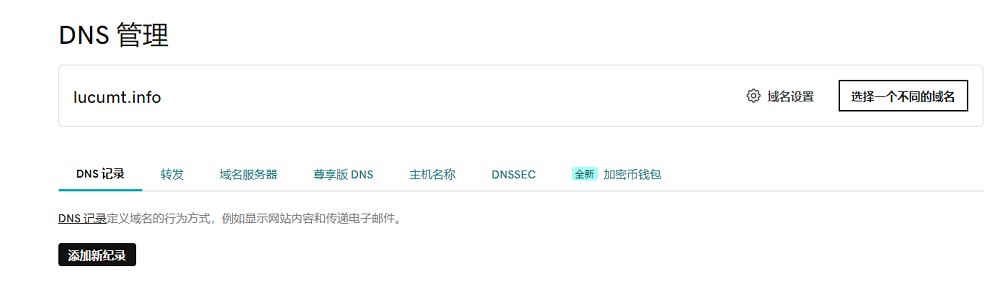 DNS 管理
lucumt.info
域名设置
选择一个不同的域名
DNS 记录 转发 域名服务器 尊享版 DNS 主机名称 DNSSEC 全新 加密币钱包
DNS 记录定义域名的行为方式，例如显示网站内容和传递电子邮件。
添加新纪录